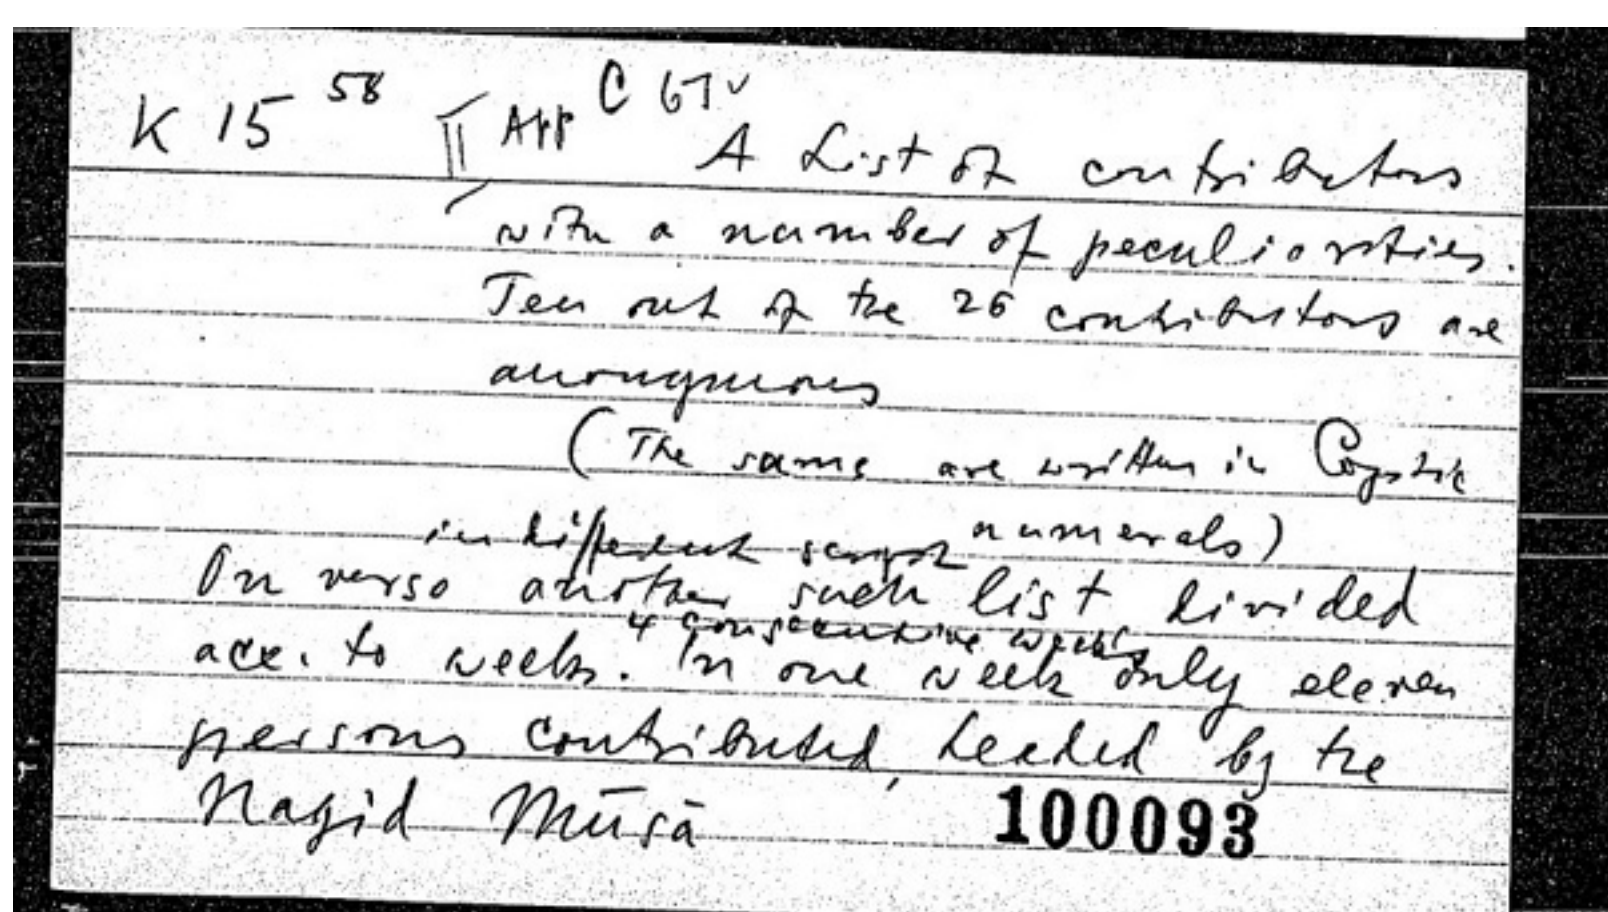 K 15 58 II App C 67v
A List of contributors
with a number of peculiarities.
Ten out of the 26 contributors are
anonymous
(The same are written in Coptic
numerals)
in different script
On verso another such list divided
4 consecutive weeks
acc. to weeks. In one week only eleven
persons contributed, headed by the
Nagid Mūsā 100093